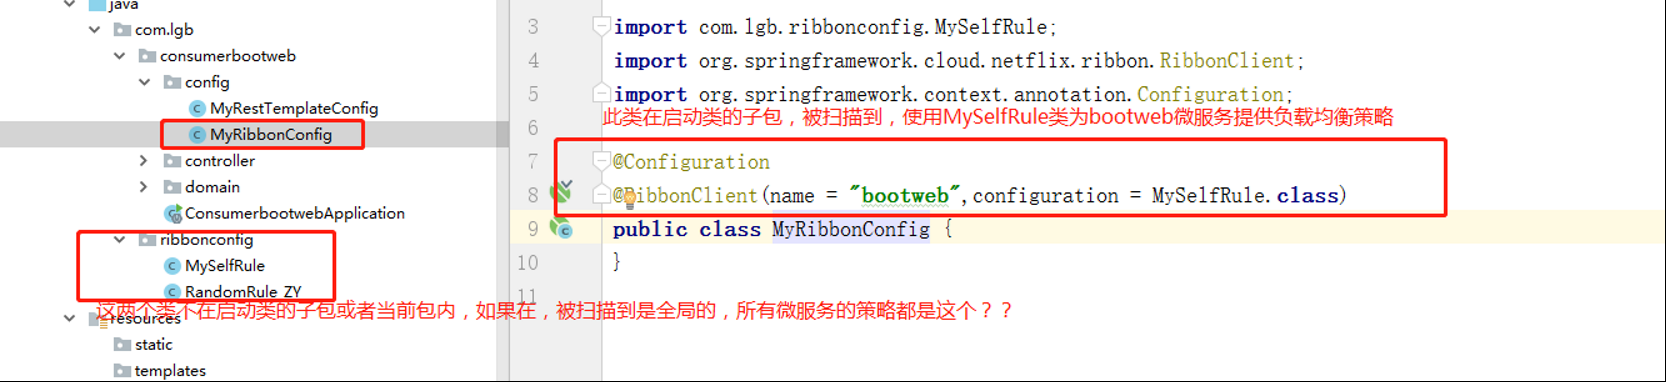 java
com.lgb
consumerbootweb
config
MyRestTemplateConfig
MyRibbonConfig
controller
domain
ConsumerbootwebApplication
ribbonconfig
MySelfRule
RandomRule_ZY
这两个类不在启动类的子包或者当前包内，如果在，被扫描到是全局的，所有微服务的策略都是这个？？
resources
static
templates
3 import com.lgb.ribbonconfig.MySelfRule;
4 import org.springframework.cloud.netflix.ribbon.RibbonClient;
5 import org.springframework.context.annotation.Configuration;
此类在启动类的子包，被扫描到，使用MySelfRule类为bootweb微服务提供负载均衡策略
6
7 @Configuration
8 @RibbonClient(name = "bootweb",configuration = MySelfRule.class)
9 public class MyRibbonConfig {
10 }
11